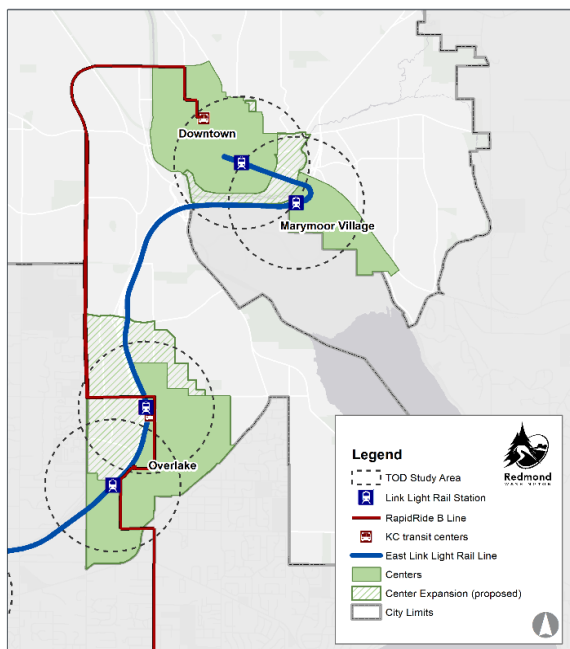 Downtown
Marymoor Village
Overlake
Legend
Redmond
WASHINGTON
TOD Study Area
Link Light Rail Station
RapidRide B Line
KC transit centers
East Link Light Rail Line
Centers
Center Expansion (proposed)
City Limits